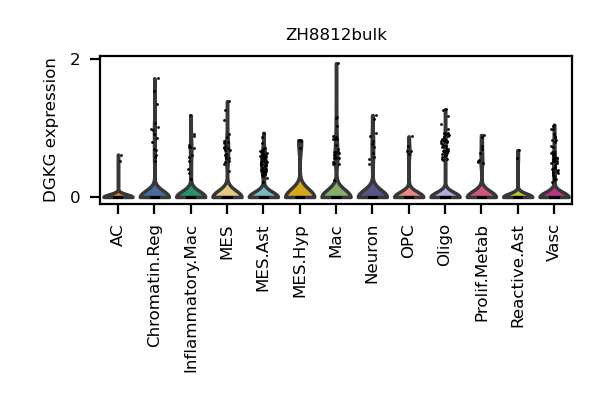 ZH8812bulk
DGKG expression
2
0
AC
Chromatin.Reg
Inflammatory.Mac
MES
MES.Ast
MES.Hyp
Mac
Neuron
OPC
Oligo
Prolif.Metab
Reactive.Ast
Vasc